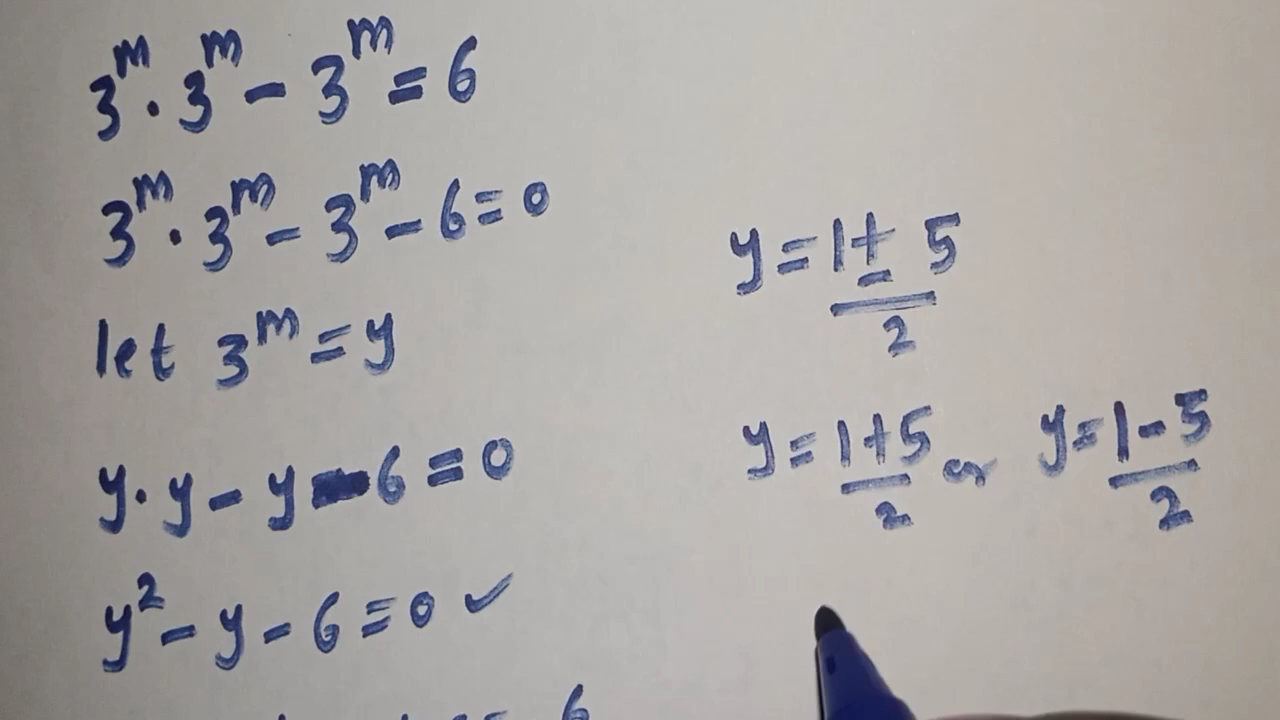 3^m · 3^m - 3^m = 6
3^m · 3^m - 3^m - 6 = 0
let 3^m = y
y · y - y - 6 = 0
y² - y - 6 = 0 ✓
6
y = (1 ± 5)/2
y = (1 + 5)/2 or y = (1 - 5)/2